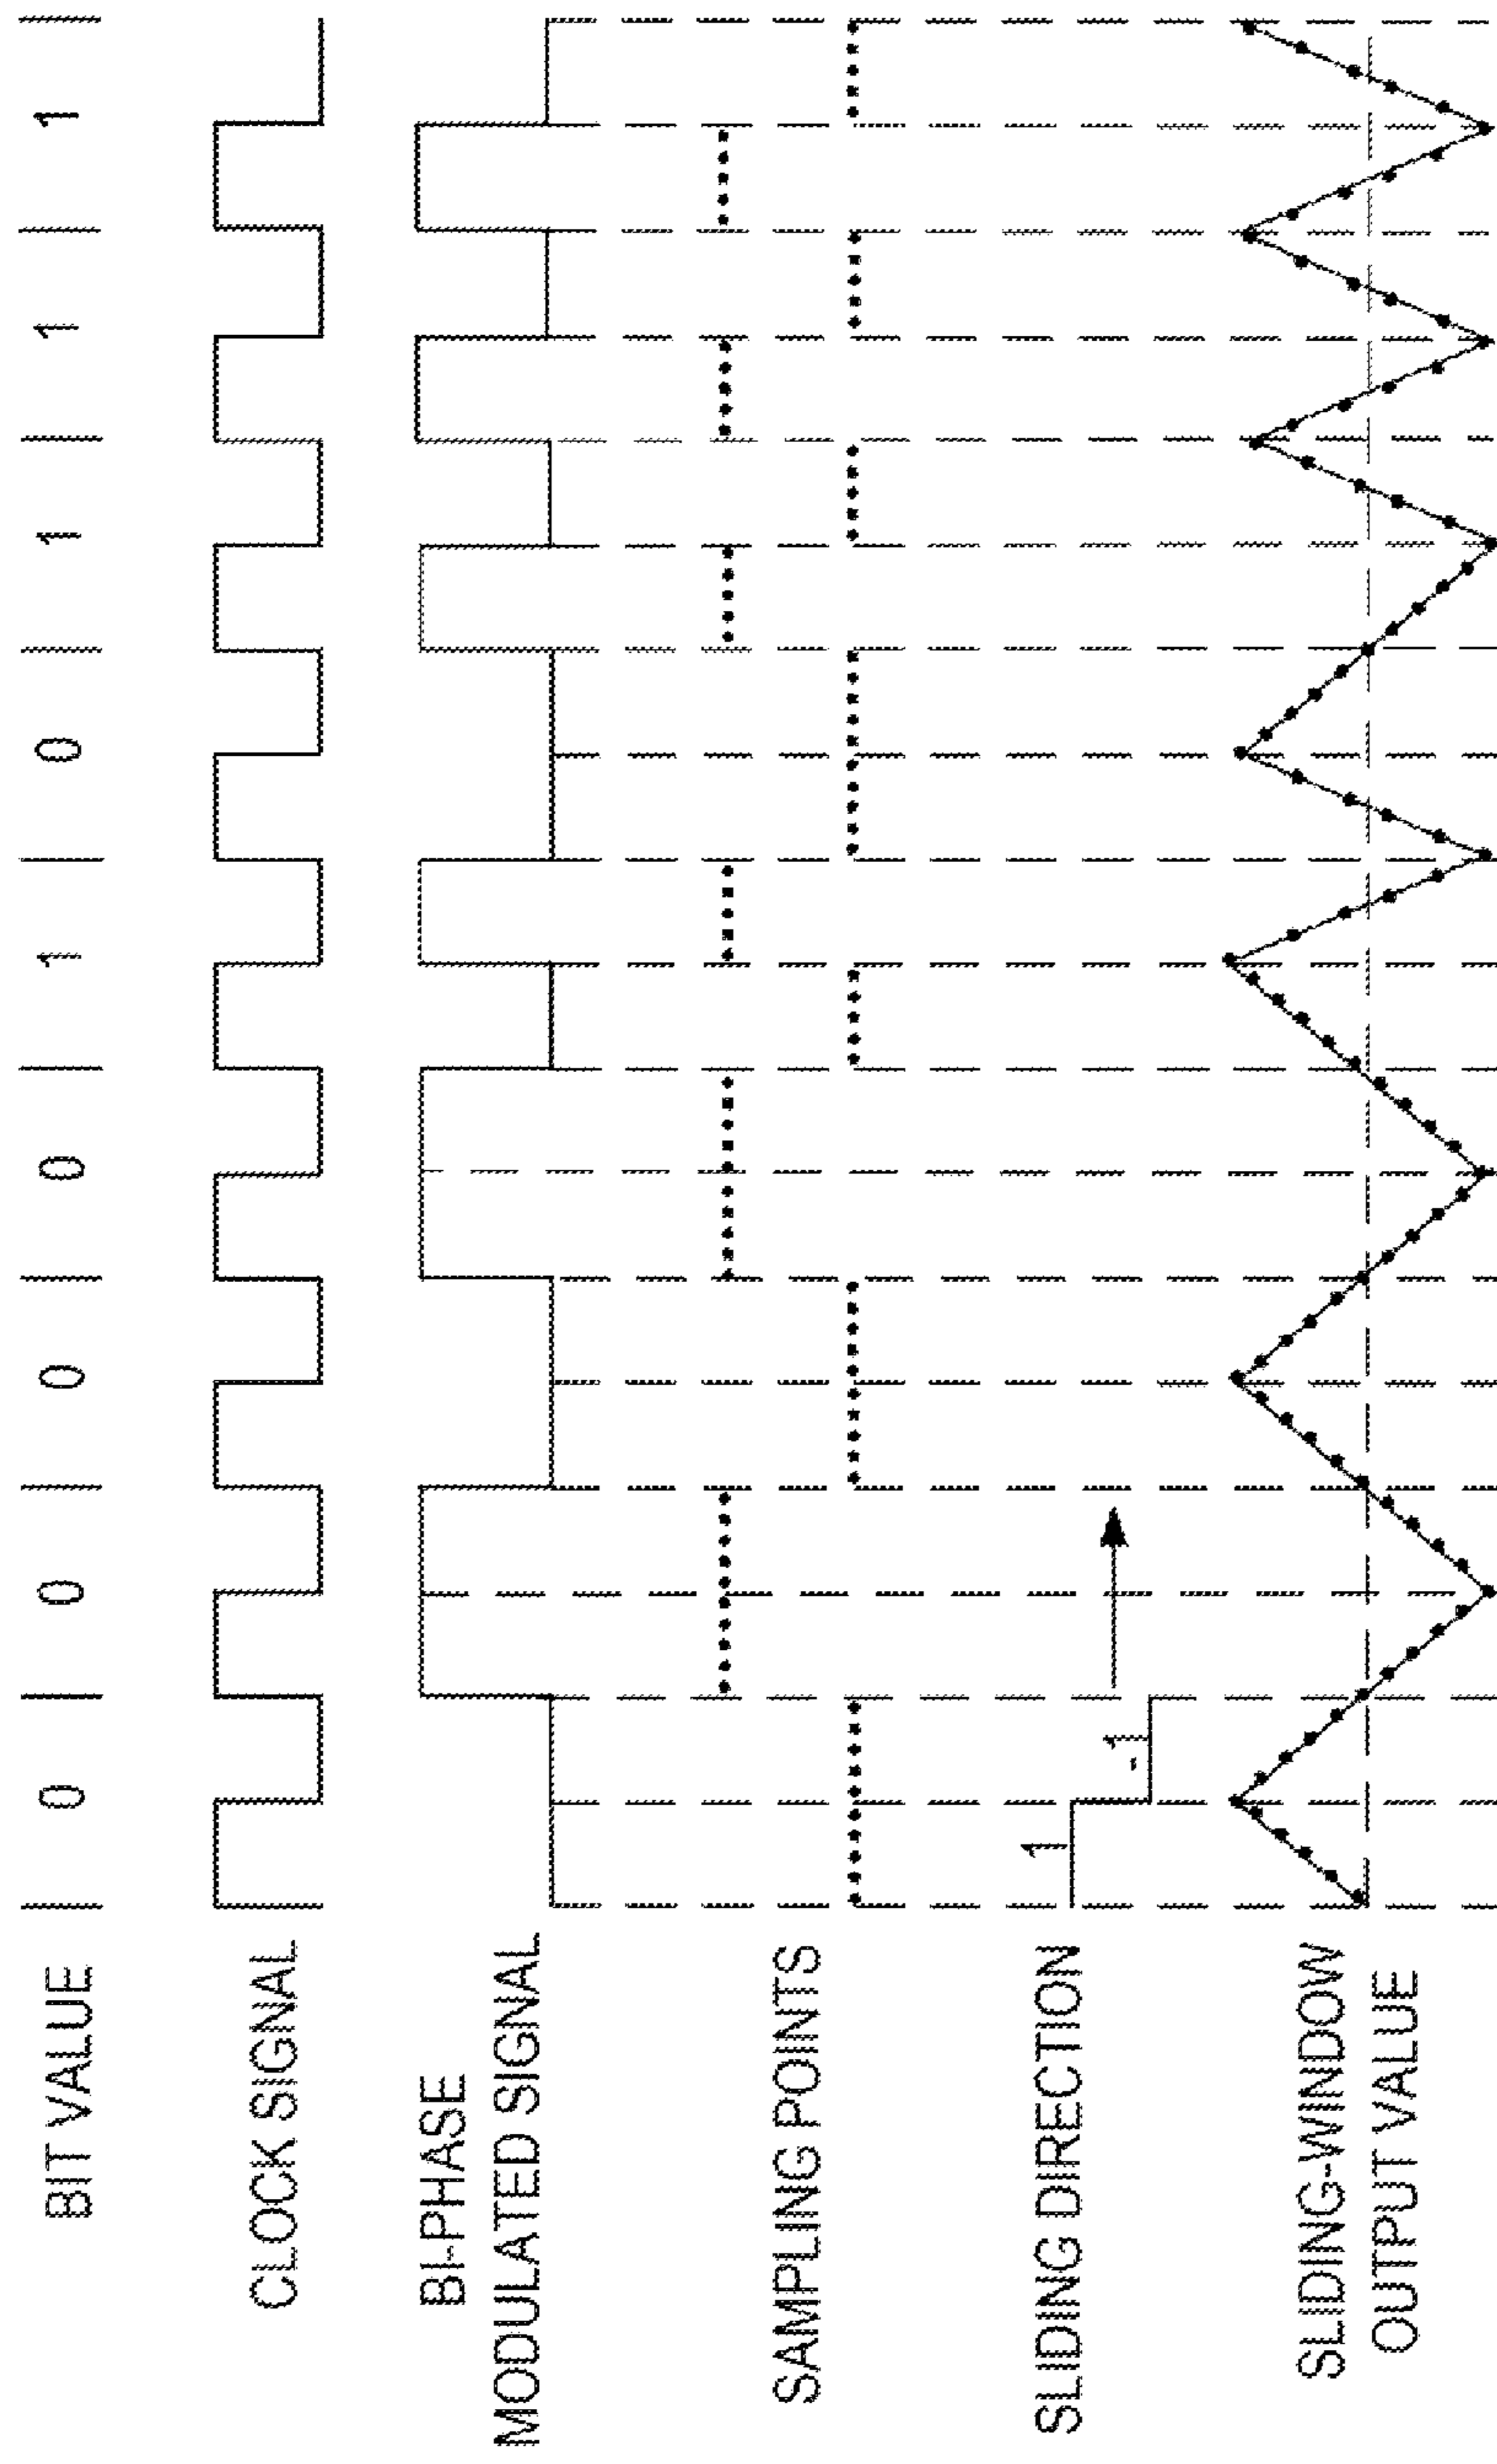 BIT VALUE 0 0 0 0 1 0 1 1 1
CLOCK SIGNAL
BI-PHASE
MODULATED SIGNAL
SAMPLING POINTS
SLIDING DIRECTION 1 -1
SLIDING-WINDOW
OUTPUT VALUE